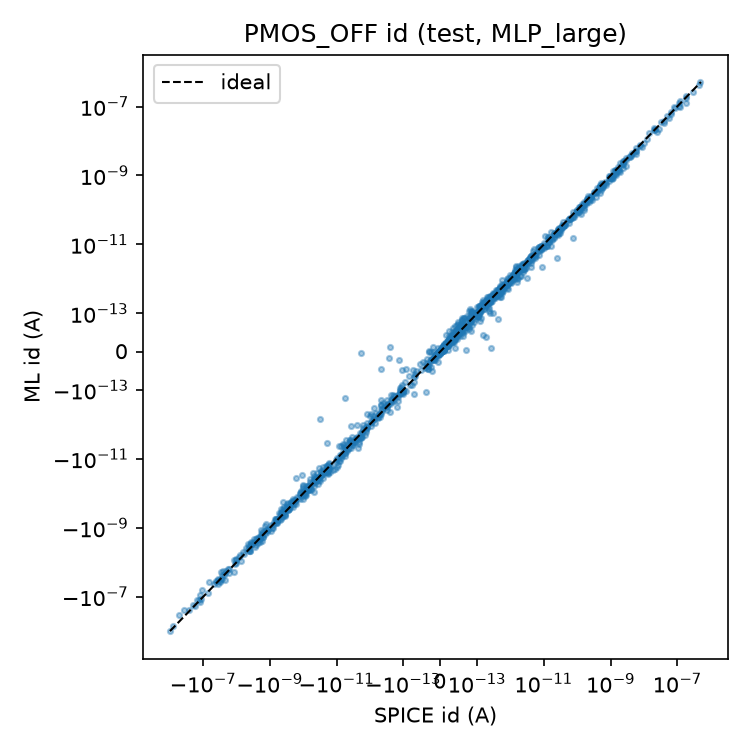 PMOS_OFF id (test, MLP_large)
ideal
10⁻⁷
10⁻⁹
10⁻¹¹
10⁻¹³
0
−10⁻¹³
−10⁻¹¹
−10⁻⁹
−10⁻⁷
ML id (A)
−10⁻⁷ −10⁻⁹ −10⁻¹¹ −10⁻¹³ 0 10⁻¹³ 10⁻¹¹ 10⁻⁹ 10⁻⁷
SPICE id (A)